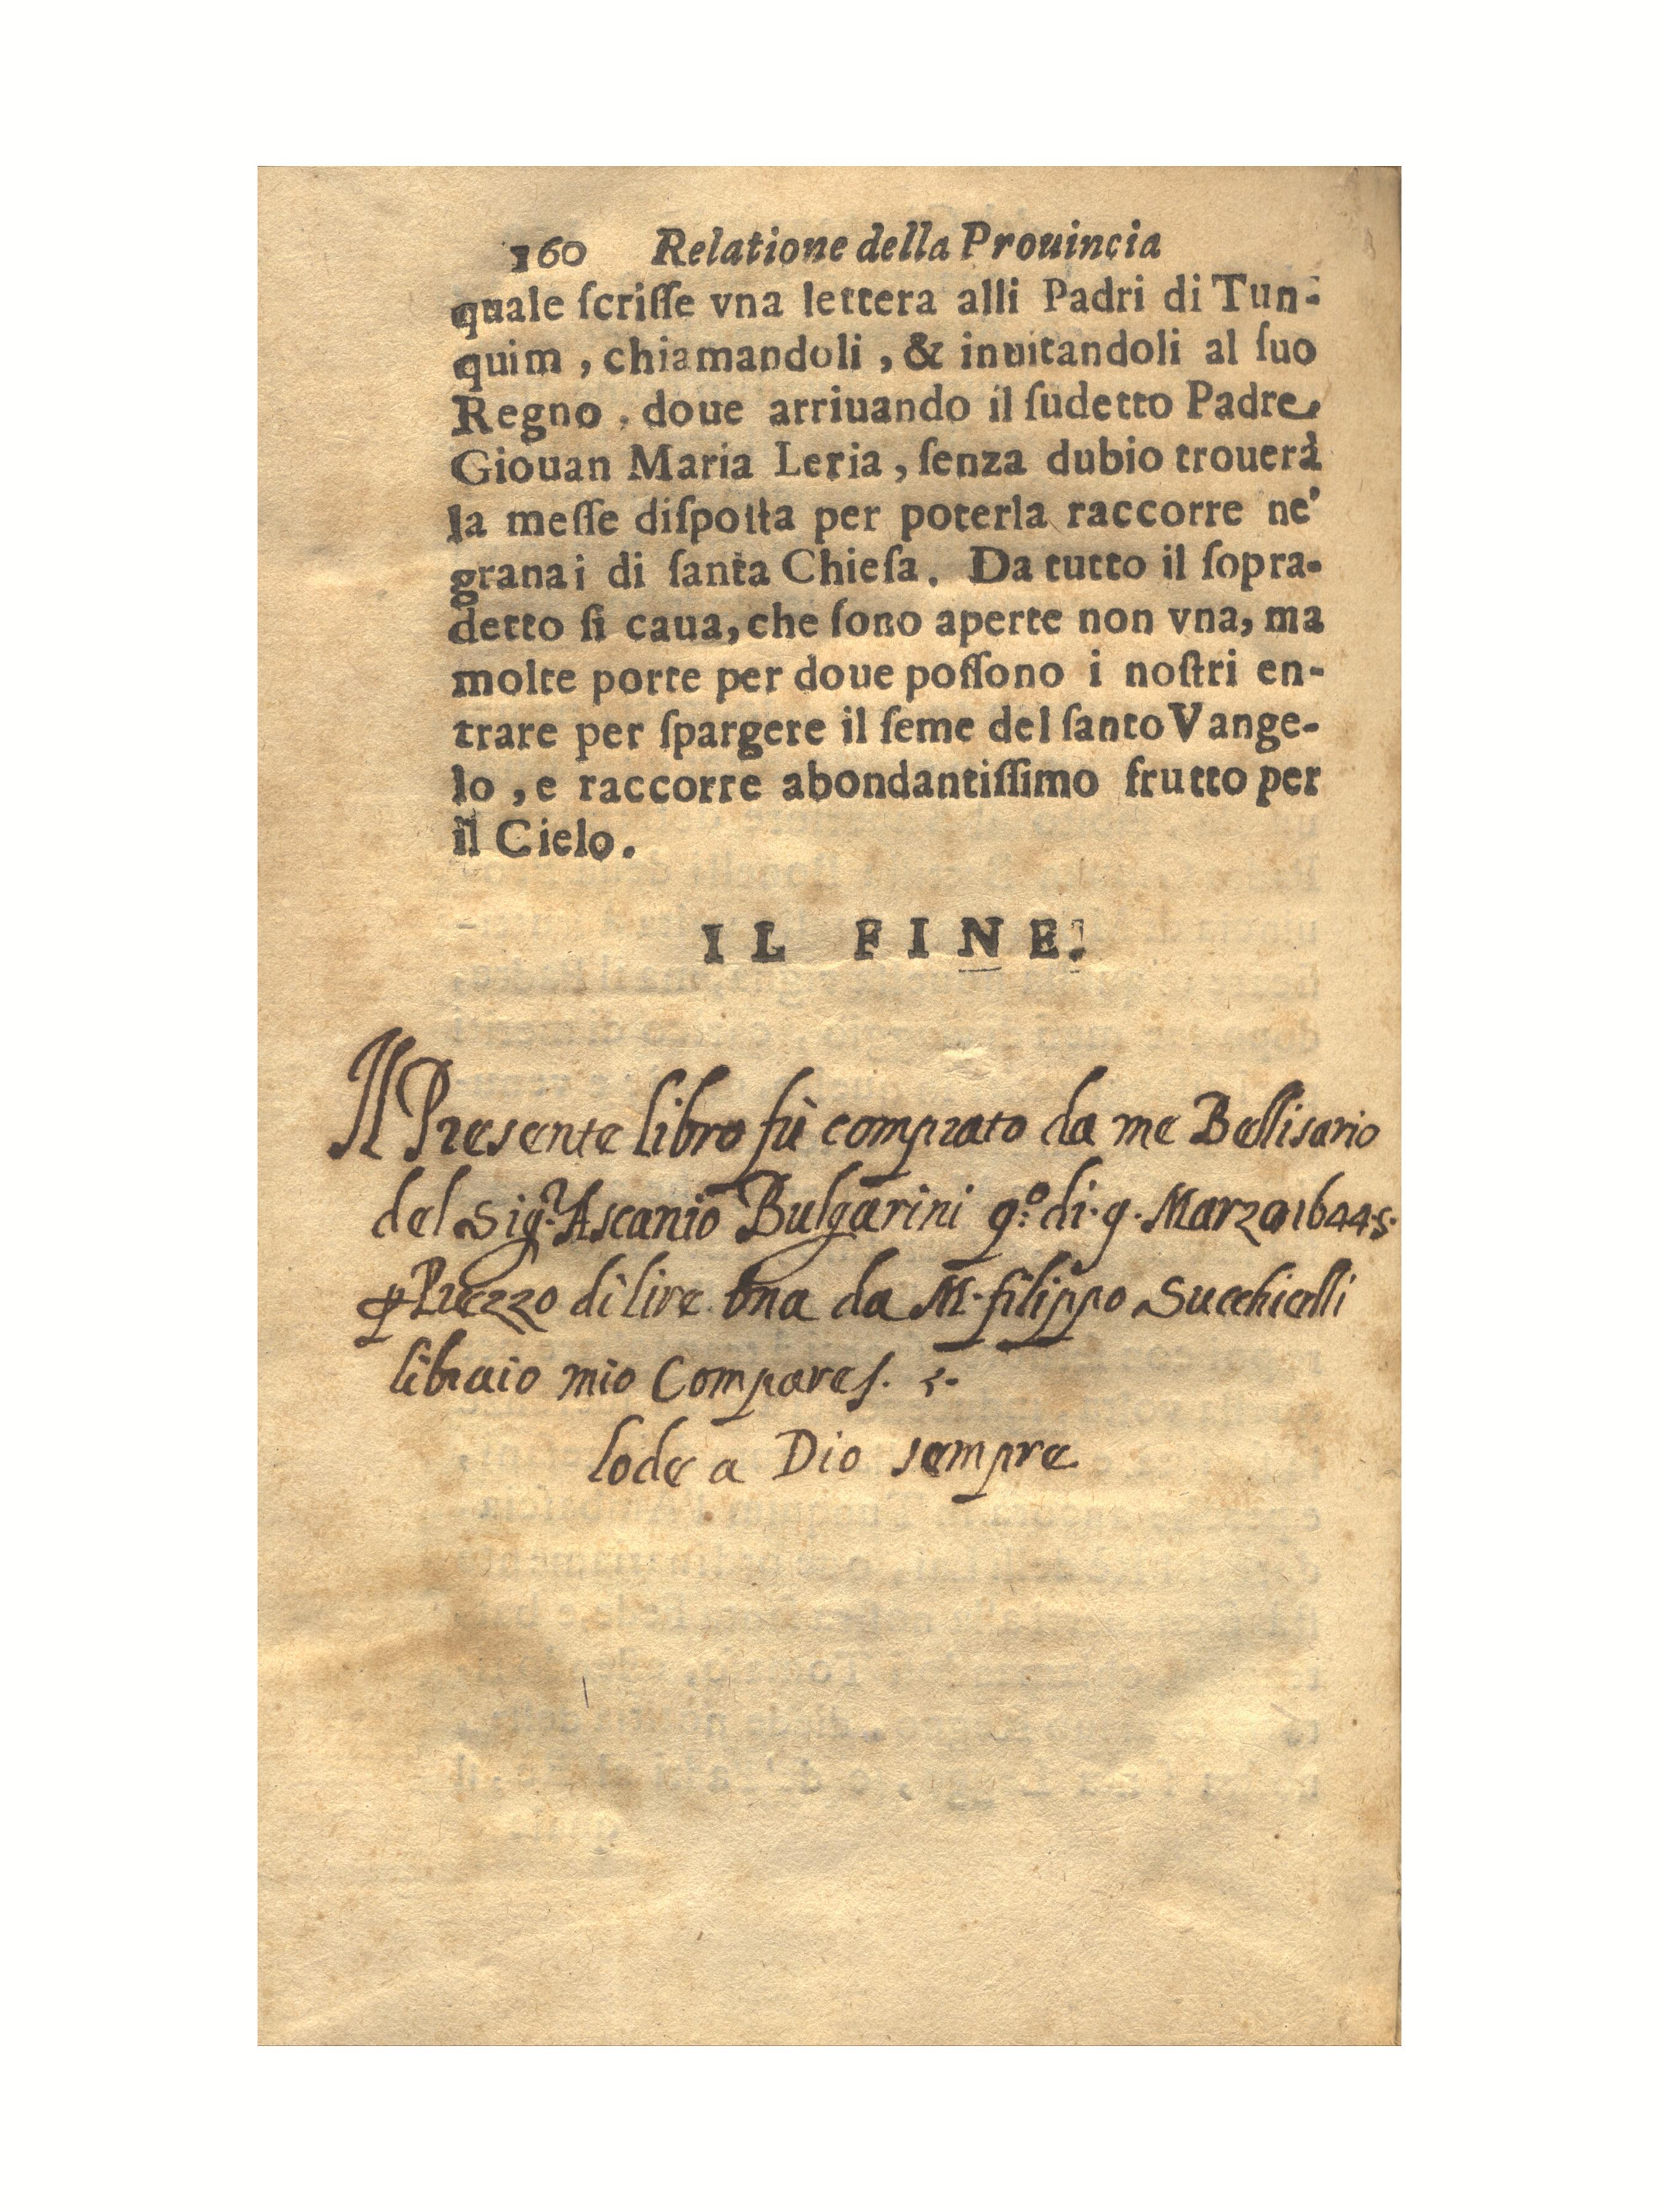 160 Relatione della Prouincia
quale ſcriſſe vna lettera alli Padri di Tun-
quim, chiamandoli, & inuitandoli al ſuo
Regno, doue arriuando il ſudetto Padre
Giouan Maria Leria, ſenza dubio trouerà
la meſſe diſpoſta per poterla raccorre ne'
granai di ſanta Chieſa. Da tutto il ſopra-
detto ſi caua, che ſono aperte non vna, ma
molte porte per doue poſſono i noſtri en-
trare per ſpargere il ſeme del ſanto Vange-
lo, e raccorre abondantiſſimo frutto per
il Cielo.
IL FINE.
Il Presente libro fù comprato da me Bellisario
del Sig.r Ascanio Bulgarini q.o di. 9. Marzo 1644
Prezzo di lire una da M. filippo Succhielli
libraio mio Compare
lode a Dio sempre